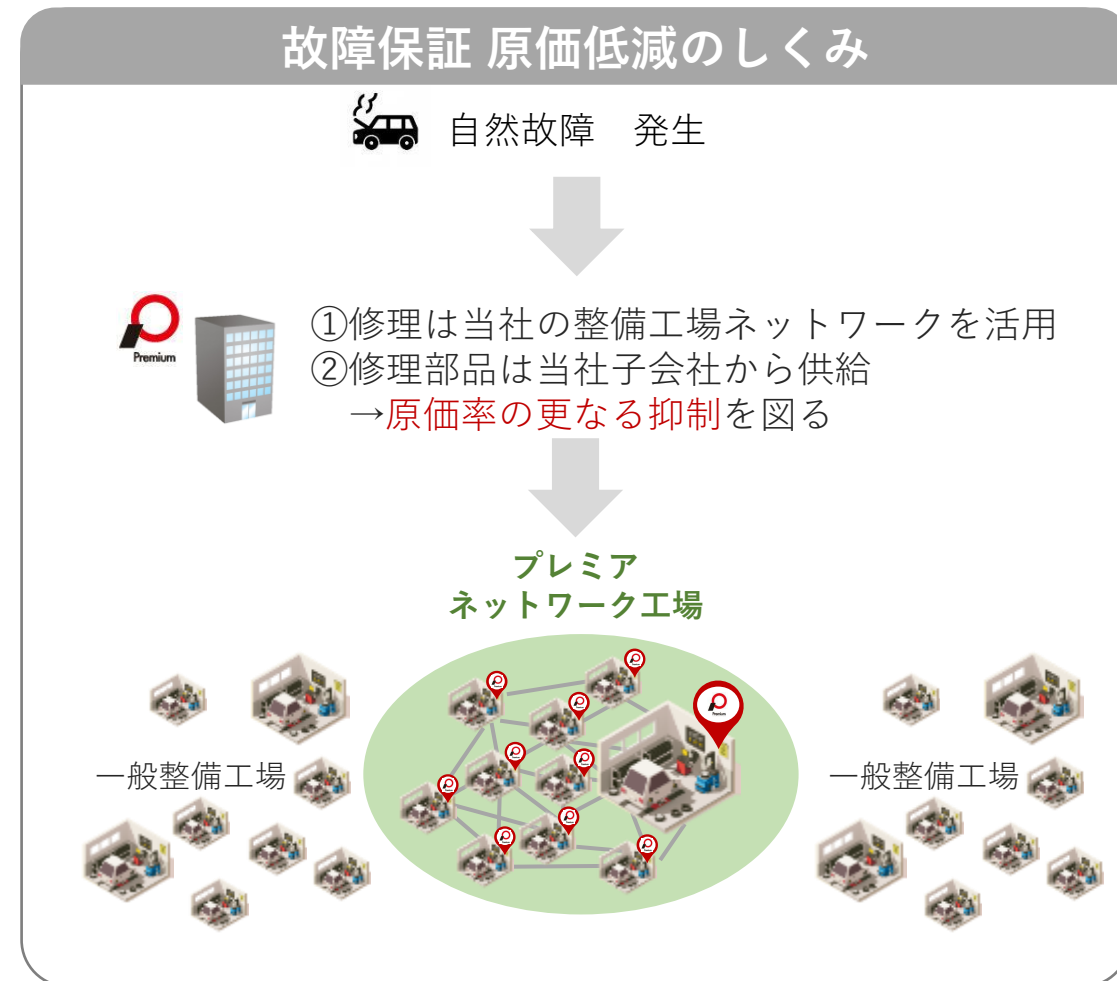 故障保証 原価低減のしくみ
自然故障　発生
Premium
①修理は当社の整備工場ネットワークを活用
②修理部品は当社子会社から供給
→原価率の更なる抑制を図る
プレミア
ネットワーク工場
Premium
一般整備工場
一般整備工場